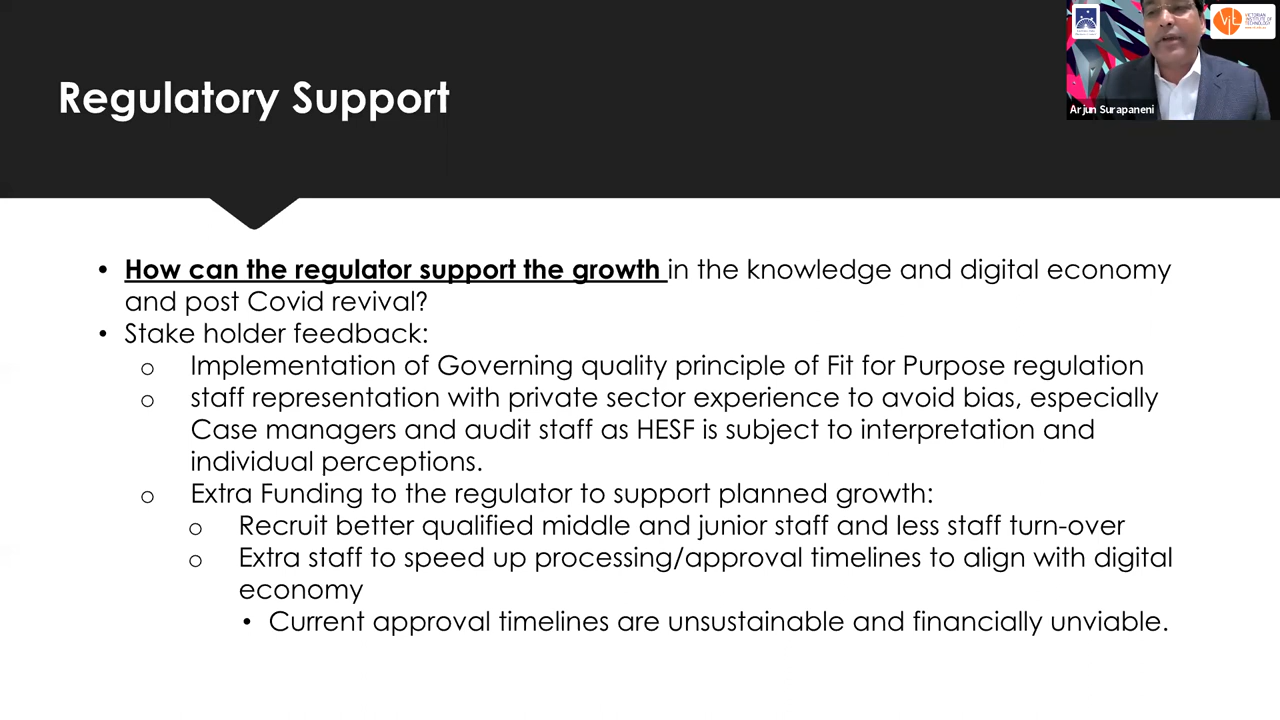 Regulatory Support
VICTORIAN
INSTITUTE OF
TECHNOLOGY
vit
Arjun Surapaneni
• How can the regulator support the growth in the knowledge and digital economy
and post Covid revival?
• Stake holder feedback:
o Implementation of Governing quality principle of Fit for Purpose regulation
o staff representation with private sector experience to avoid bias, especially
Case managers and audit staff as HESF is subject to interpretation and
individual perceptions.
o Extra Funding to the regulator to support planned growth:
o Recruit better qualified middle and junior staff and less staff turn-over
o Extra staff to speed up processing/approval timelines to align with digital
economy
• Current approval timelines are unsustainable and financially unviable.